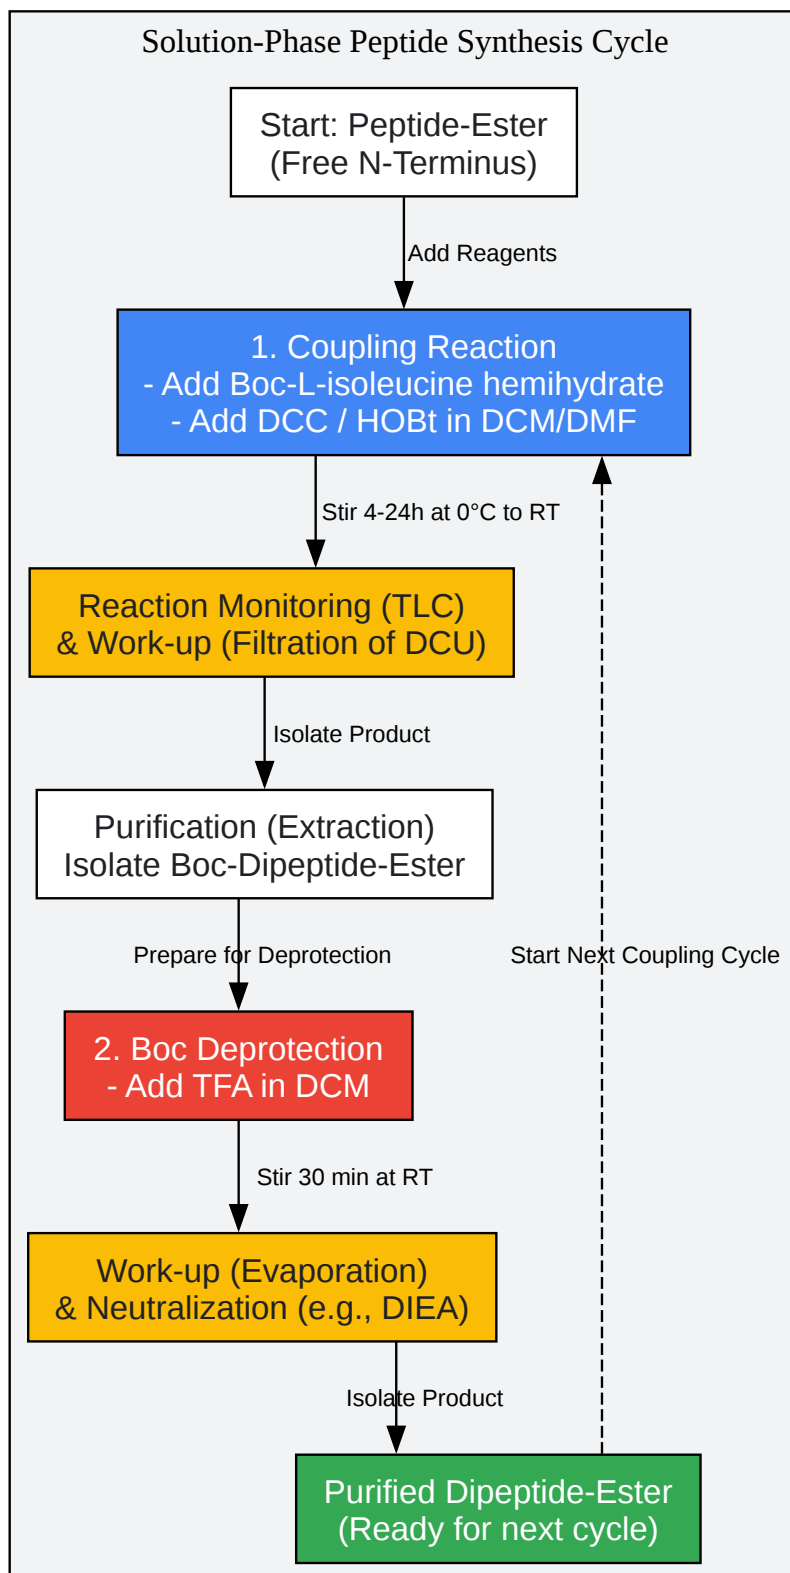 Solution-Phase Peptide Synthesis Cycle
Start: Peptide-Ester
(Free N-Terminus)
Add Reagents
1. Coupling Reaction
- Add Boc-L-isoleucine hemihydrate
- Add DCC / HOBt in DCM/DMF
Stir 4-24h at 0°C to RT
Reaction Monitoring (TLC)
& Work-up (Filtration of DCU)
Isolate Product
Purification (Extraction)
Isolate Boc-Dipeptide-Ester
Prepare for Deprotection
Start Next Coupling Cycle
2. Boc Deprotection
- Add TFA in DCM
Stir 30 min at RT
Work-up (Evaporation)
& Neutralization (e.g., DIEA)
Isolate Product
Purified Dipeptide-Ester
(Ready for next cycle)